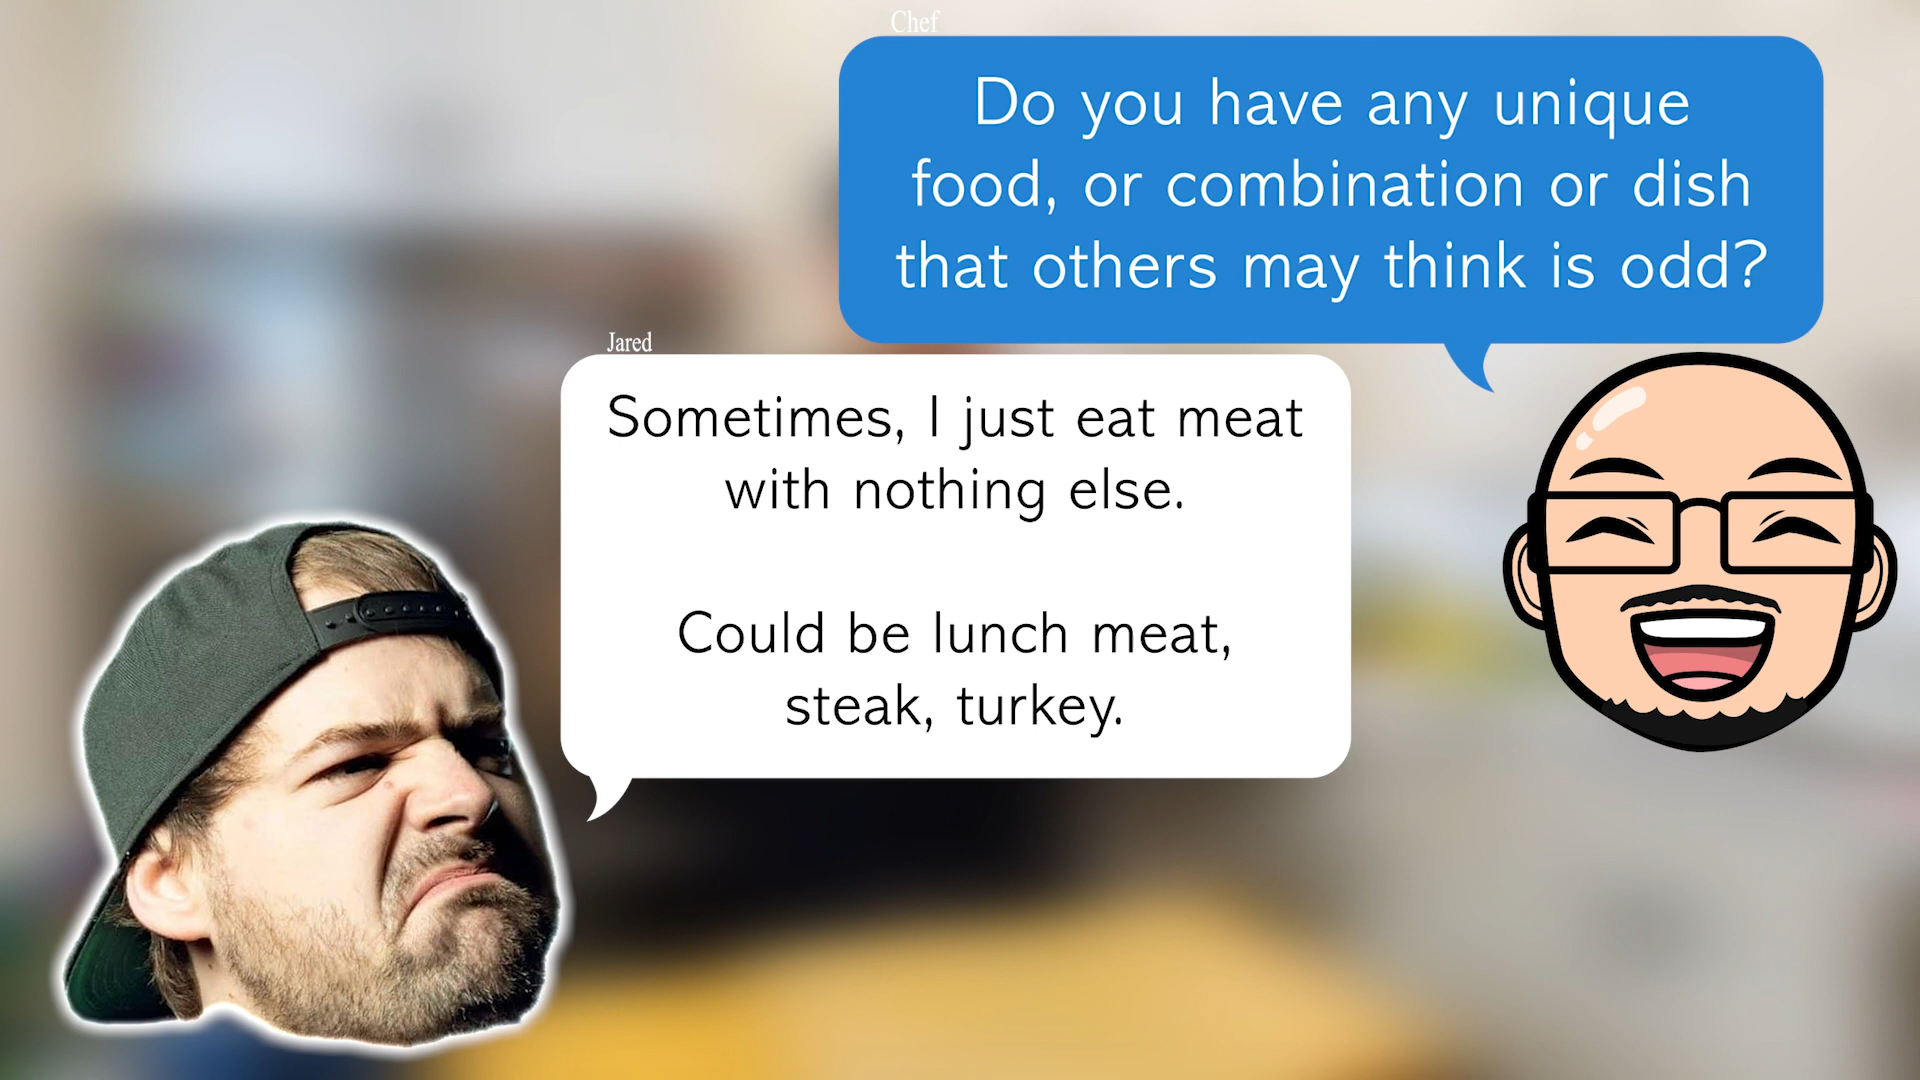 Chef
Do you have any unique
food, or combination or dish
that others may think is odd?
Jared
Sometimes, I just eat meat
with nothing else.
Could be lunch meat,
steak, turkey.